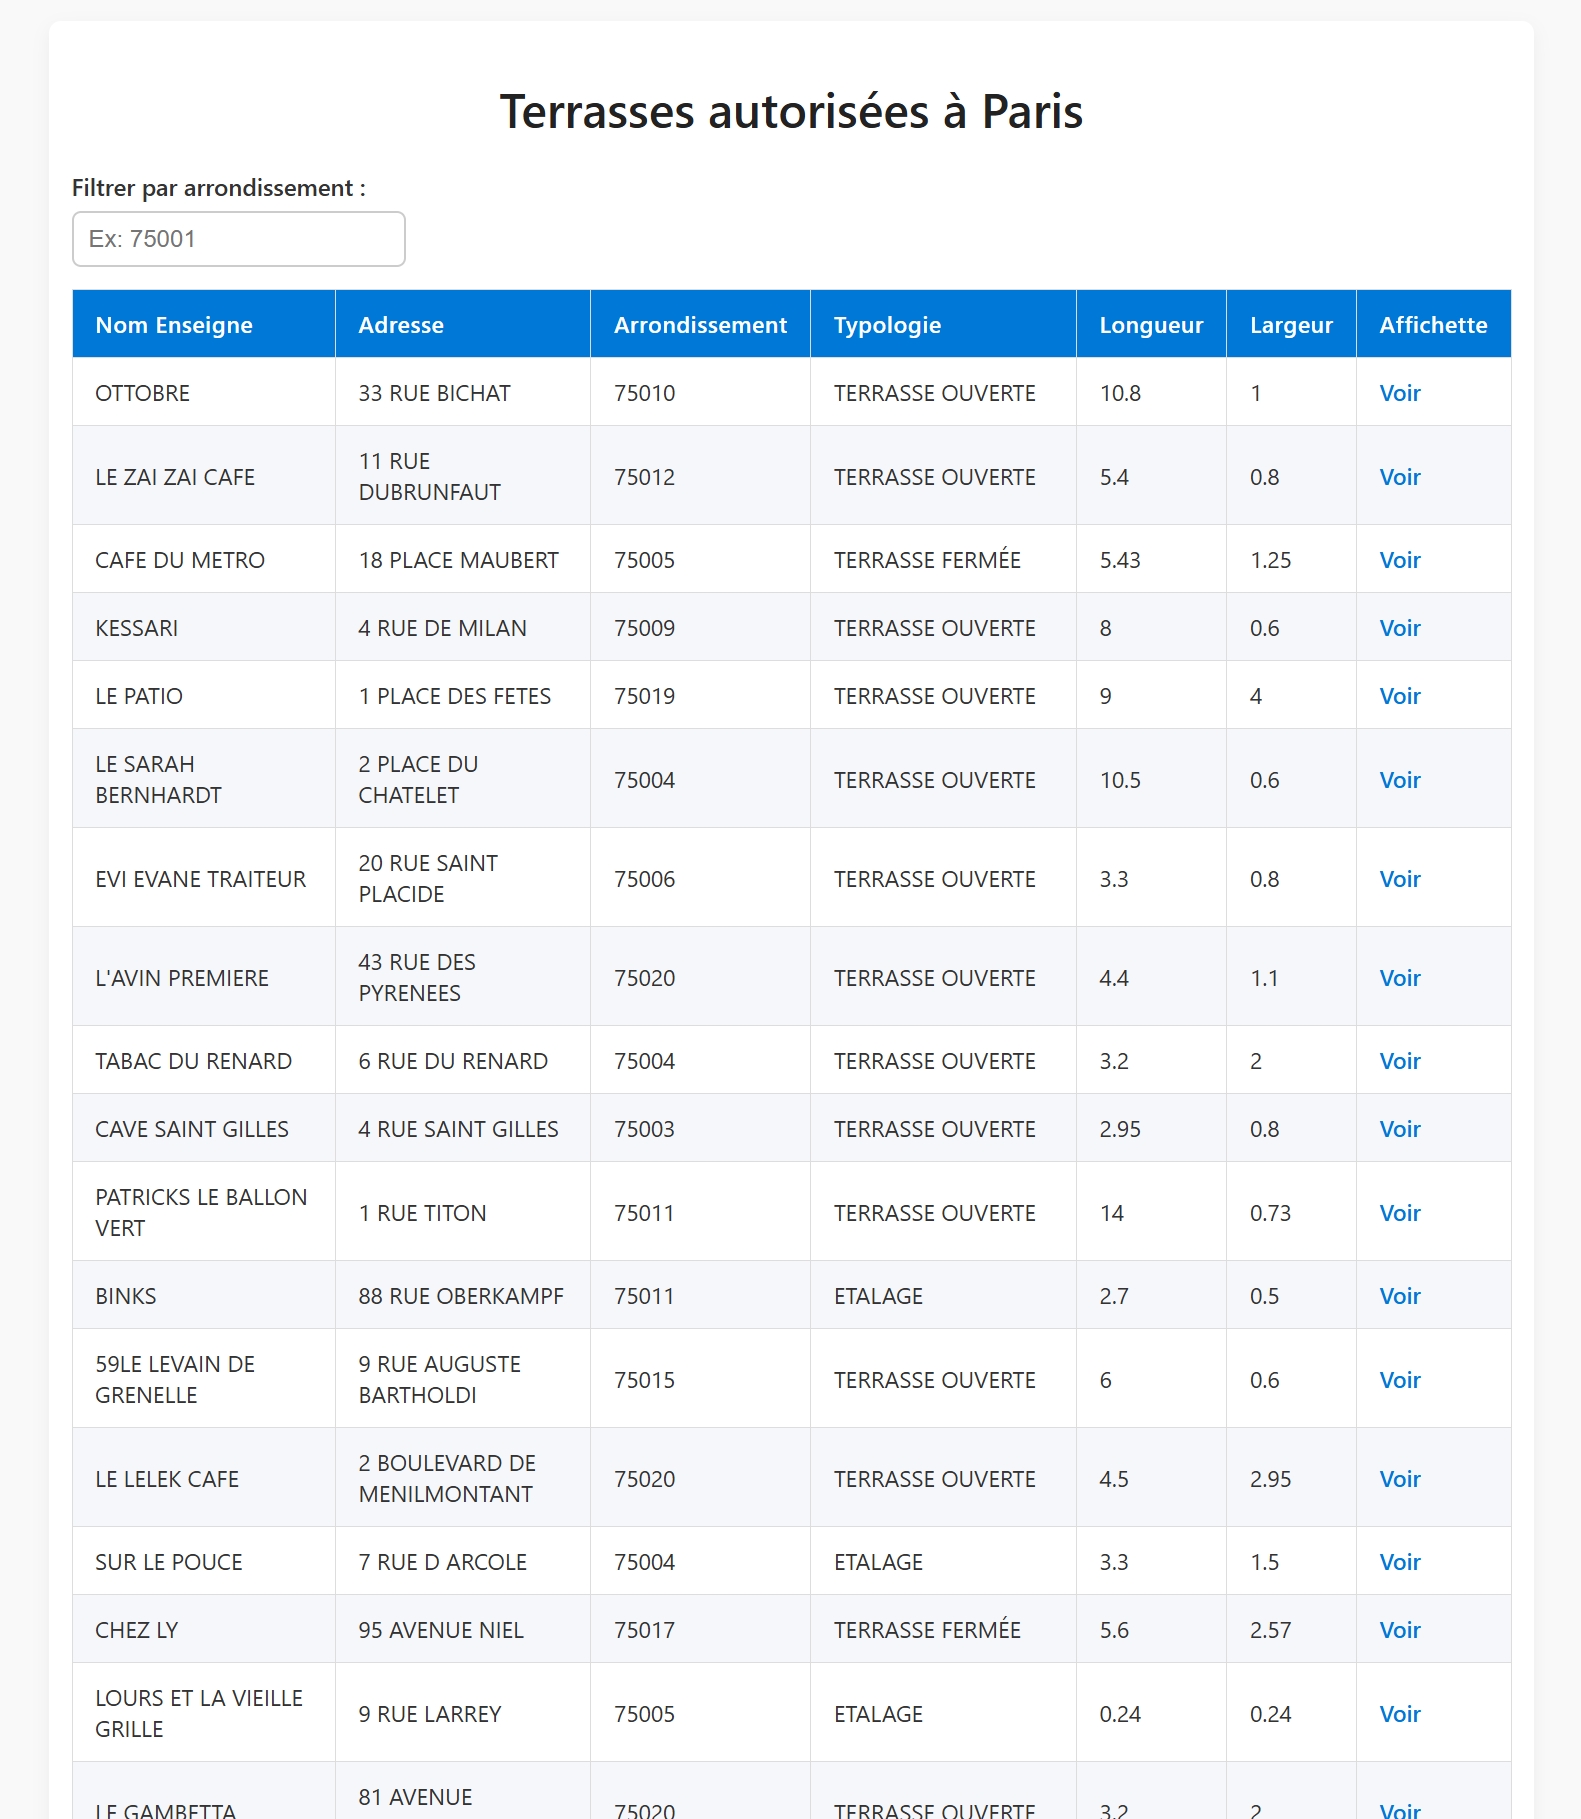 Terrasses autorisées à Paris
Filtrer par arrondissement :
Ex: 75001
Nom Enseigne Adresse Arrondissement Typologie Longueur Largeur Affichette
OTTOBRE 33 RUE BICHAT 75010 TERRASSE OUVERTE 10.8 1 Voir
LE ZAI ZAI CAFE 11 RUE
DUBRUNFAUT 75012 TERRASSE OUVERTE 5.4 0.8 Voir
CAFE DU METRO 18 PLACE MAUBERT 75005 TERRASSE FERMÉE 5.43 1.25 Voir
KESSARI 4 RUE DE MILAN 75009 TERRASSE OUVERTE 8 0.6 Voir
LE PATIO 1 PLACE DES FETES 75019 TERRASSE OUVERTE 9 4 Voir
LE SARAH
BERNHARDT 2 PLACE DU
CHATELET 75004 TERRASSE OUVERTE 10.5 0.6 Voir
EVI EVANE TRAITEUR 20 RUE SAINT
PLACIDE 75006 TERRASSE OUVERTE 3.3 0.8 Voir
L'AVIN PREMIERE 43 RUE DES
PYRENEES 75020 TERRASSE OUVERTE 4.4 1.1 Voir
TABAC DU RENARD 6 RUE DU RENARD 75004 TERRASSE OUVERTE 3.2 2 Voir
CAVE SAINT GILLES 4 RUE SAINT GILLES 75003 TERRASSE OUVERTE 2.95 0.8 Voir
PATRICKS LE BALLON
VERT 1 RUE TITON 75011 TERRASSE OUVERTE 14 0.73 Voir
BINKS 88 RUE OBERKAMPF 75011 ETALAGE 2.7 0.5 Voir
59LE LEVAIN DE
GRENELLE 9 RUE AUGUSTE
BARTHOLDI 75015 TERRASSE OUVERTE 6 0.6 Voir
LE LELEK CAFE 2 BOULEVARD DE
MENILMONTANT 75020 TERRASSE OUVERTE 4.5 2.95 Voir
SUR LE POUCE 7 RUE D ARCOLE 75004 ETALAGE 3.3 1.5 Voir
CHEZ LY 95 AVENUE NIEL 75017 TERRASSE FERMÉE 5.6 2.57 Voir
LOURS ET LA VIEILLE
GRILLE 9 RUE LARREY 75005 ETALAGE 0.24 0.24 Voir
LE GAMBETTA 81 AVENUE
75020 TERRASSE OUVERTE 3.2 2 Voir